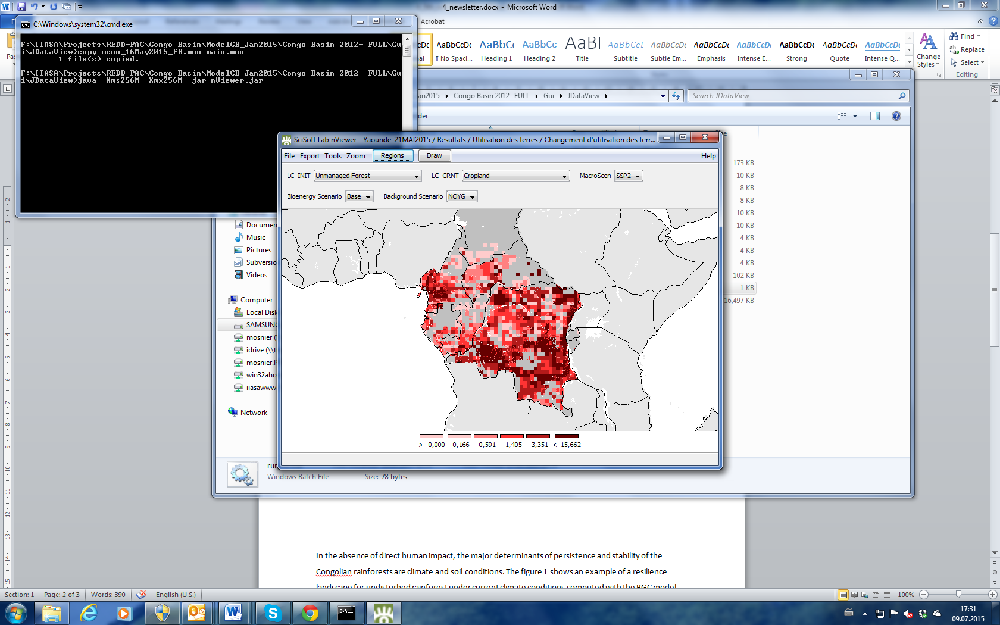 4_newsletter.docx - Microsoft Word
C:\Windows\system32\cmd.exe
F:\IIASA\Projects\REDD-PAC\Congo Basin\ModelCB_Jan2015\Congo Basin 2012- FULL\Gu
i\JDataView>copy menu_16May2015_FR.mnu main.mnu
1 file(s) copied.
F:\IIASA\Projects\REDD-PAC\Congo Basin\ModelCB_Jan2015\Congo Basin 2012- FULL\Gu
i\JDataView>java -Xms256M -Xmx256M -jar nViewer.jar
Acrobat
AaBbCcDc AaBbCc AaBbCc AaB AaBbCcL AaBbCcDc AaBbCcDc AaBbCcDc AaBbCcDc AaBbCcDc AaBbCcDc
¶ No Spaci... Heading 1 Heading 2 Title Subtitle Subtle Em... Emphasis Intense E... Strong Quote Intense Q...
Change
Styles
Find
Replace
Select
Editing
an2015 Congo Basin 2012- FULL Gui JDataView
Search JDataView
der
SciSoft Lab nViewer - Yaounde_21MAI2015 / Resultats / Utilisation des terres / Changement d'utilisation des terr...
File Export Tools Zoom Regions Draw Help
LC_INIT Unmanaged Forest LC_CRNT Cropland MacroScen SSP2
Bioenergy Scenario Base Background Scenario NOYG
> 0,000 0,166 0,591 1,405 3,351 < 15,662
173 KB
10 KB
8 KB
8 KB
10 KB
10 KB
4 KB
4 KB
4 KB
102 KB
1 KB
16,497 KB
Documen
Music
Pictures
Subversio
Videos
Computer
Local Disk
SAMSUNG
mosnier (
idrive (\\t
mosnier.P
win32aho
iiasawww
Network
ru
Windows Batch File
Size: 78 bytes
In the absence of direct human impact, the major determinants of persistence and stability of the
Congolian rainforests are climate and soil conditions. The figure 1 shows an example of a resilience
landscape for undisturbed rainforest under current climate conditions computed with the BGC model
Section: 1 Page: 2 of 3 Words: 390 English (U.S.) 100%
17:31
09.07.2015